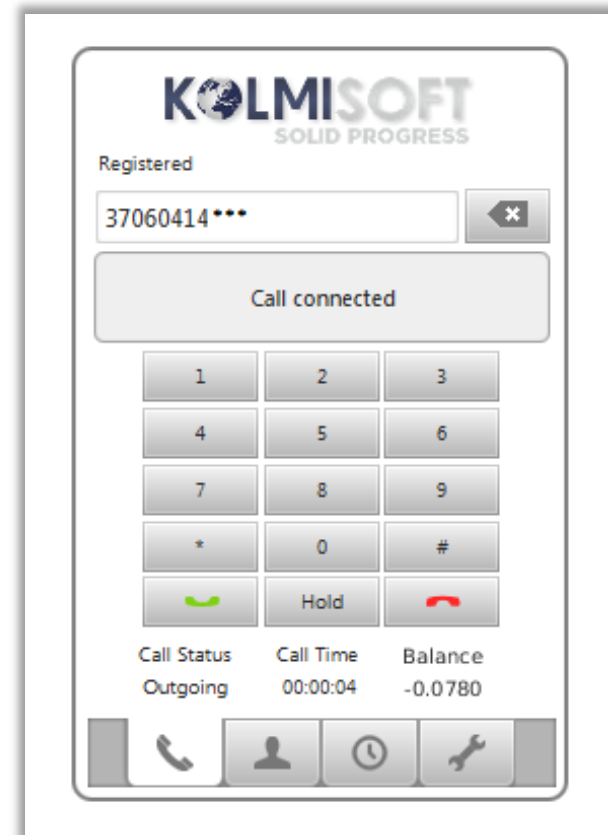 KOLMISOFT
SOLID PROGRESS
Registered
37060414***
Call connected
1 2 3
4 5 6
7 8 9
* 0 #
Hold
Call Status Call Time Balance
Outgoing 00:00:04 -0.0780